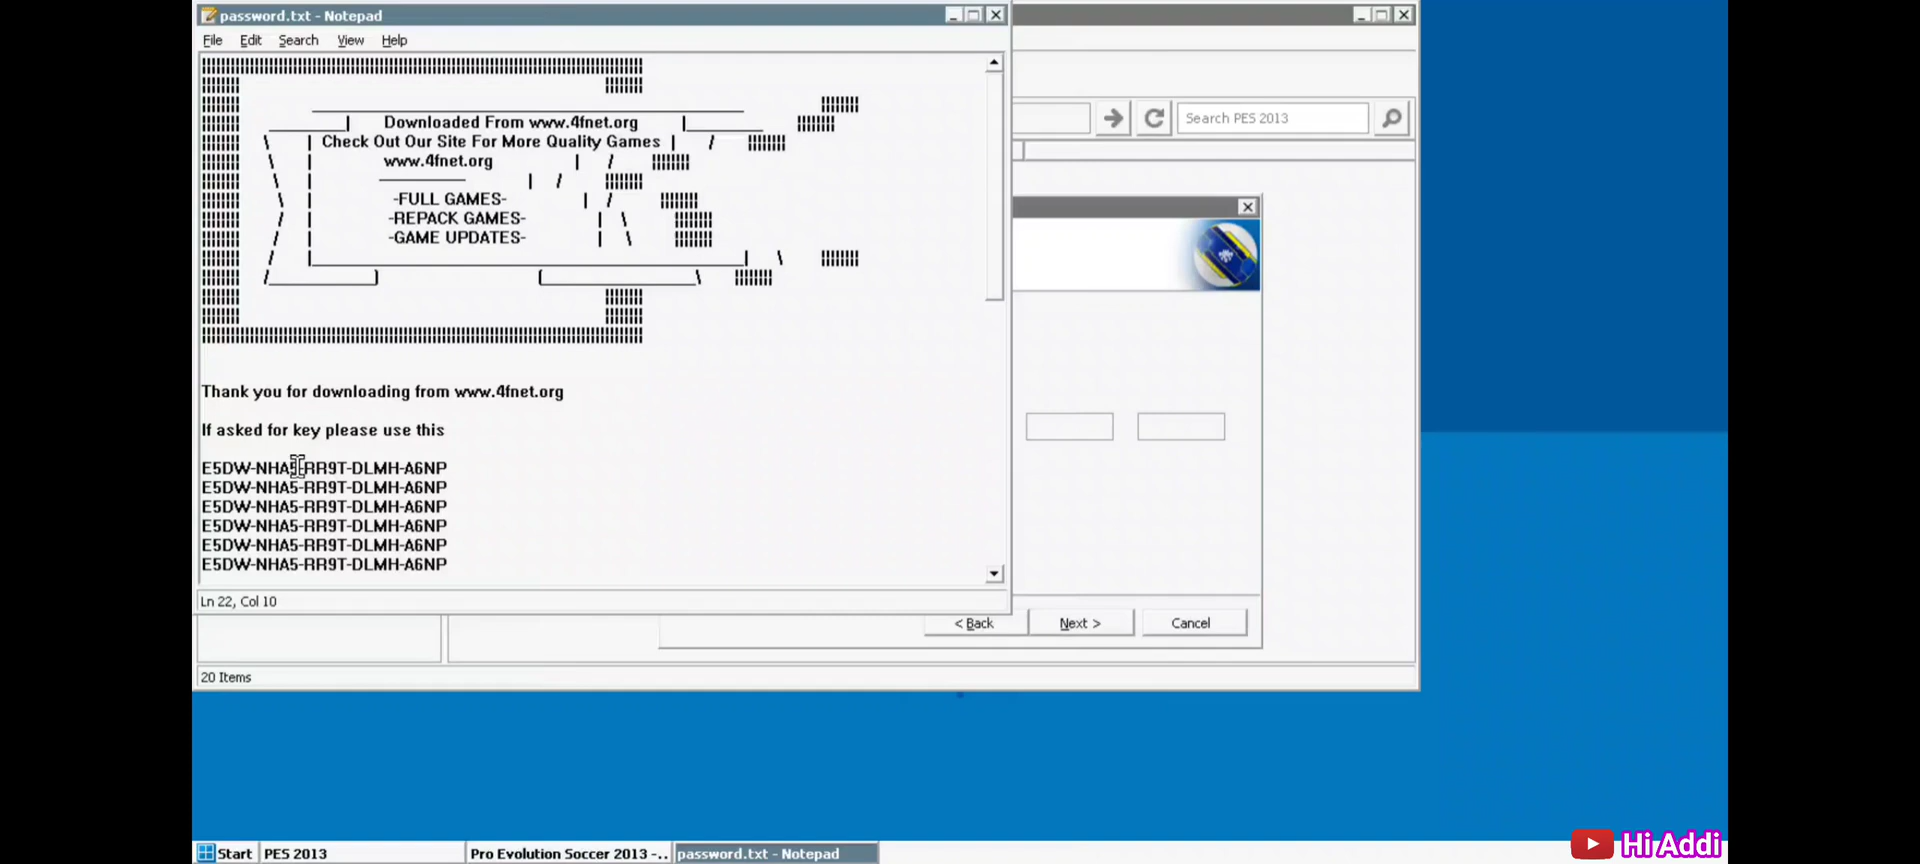 password.txt - Notepad
File Edit Search View Help
Downloaded From www.4fnet.org
Check Out Our Site For More Quality Games
www.4fnet.org
-FULL GAMES-
-REPACK GAMES-
-GAME UPDATES-
Thank you for downloading from www.4fnet.org
If asked for key please use this
E5DW-NHA5-RR9T-DLMH-A6NP
E5DW-NHA5-RR9T-DLMH-A6NP
E5DW-NHA5-RR9T-DLMH-A6NP
E5DW-NHA5-RR9T-DLMH-A6NP
E5DW-NHA5-RR9T-DLMH-A6NP
E5DW-NHA5-RR9T-DLMH-A6NP
Ln 22, Col 10
Search PES 2013
< Back Next > Cancel
20 Items
Start PES 2013 Pro Evolution Soccer 2013 -.. password.txt - Notepad
Hi Addi